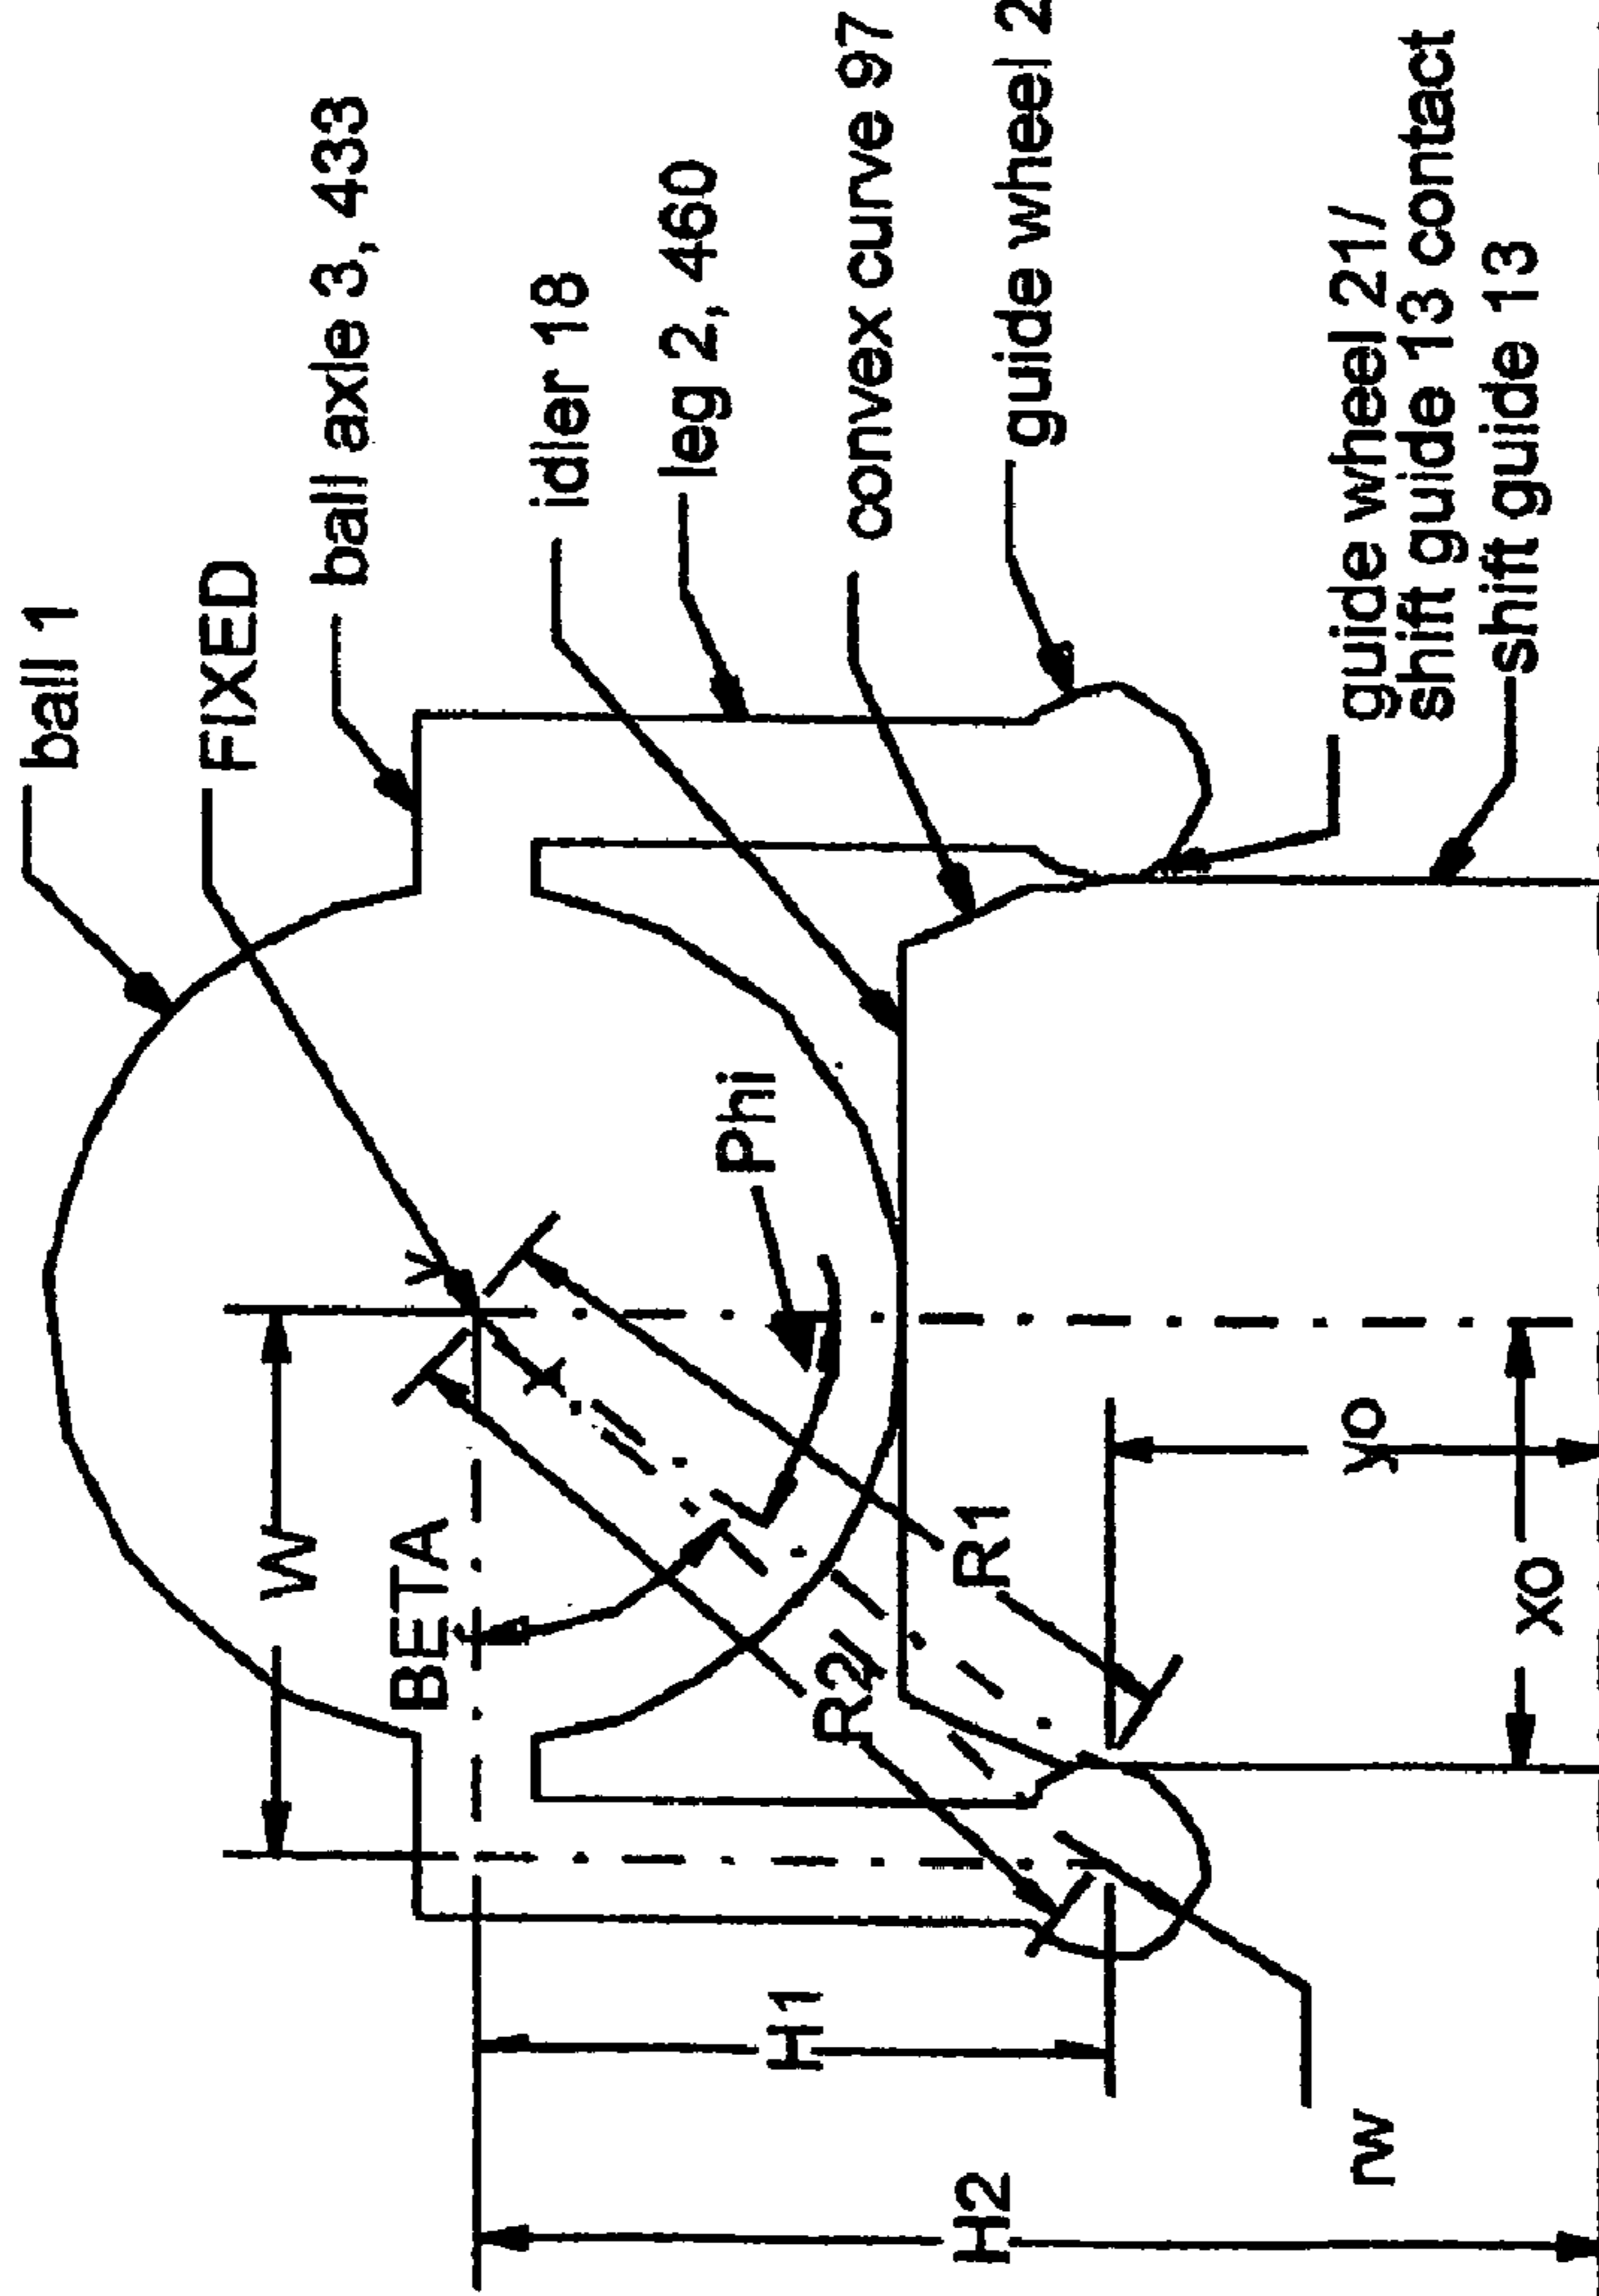 ball 1
FIXED
ball axle 3, 433
idler 18
leg 2, 460
convex curve 97
guide wheel 2
guide wheel 21/
shift guide 13 contact
shift guide 13
Phi
y
x
W
BETA
R1
R2
yo
xo
H1
H2
rw